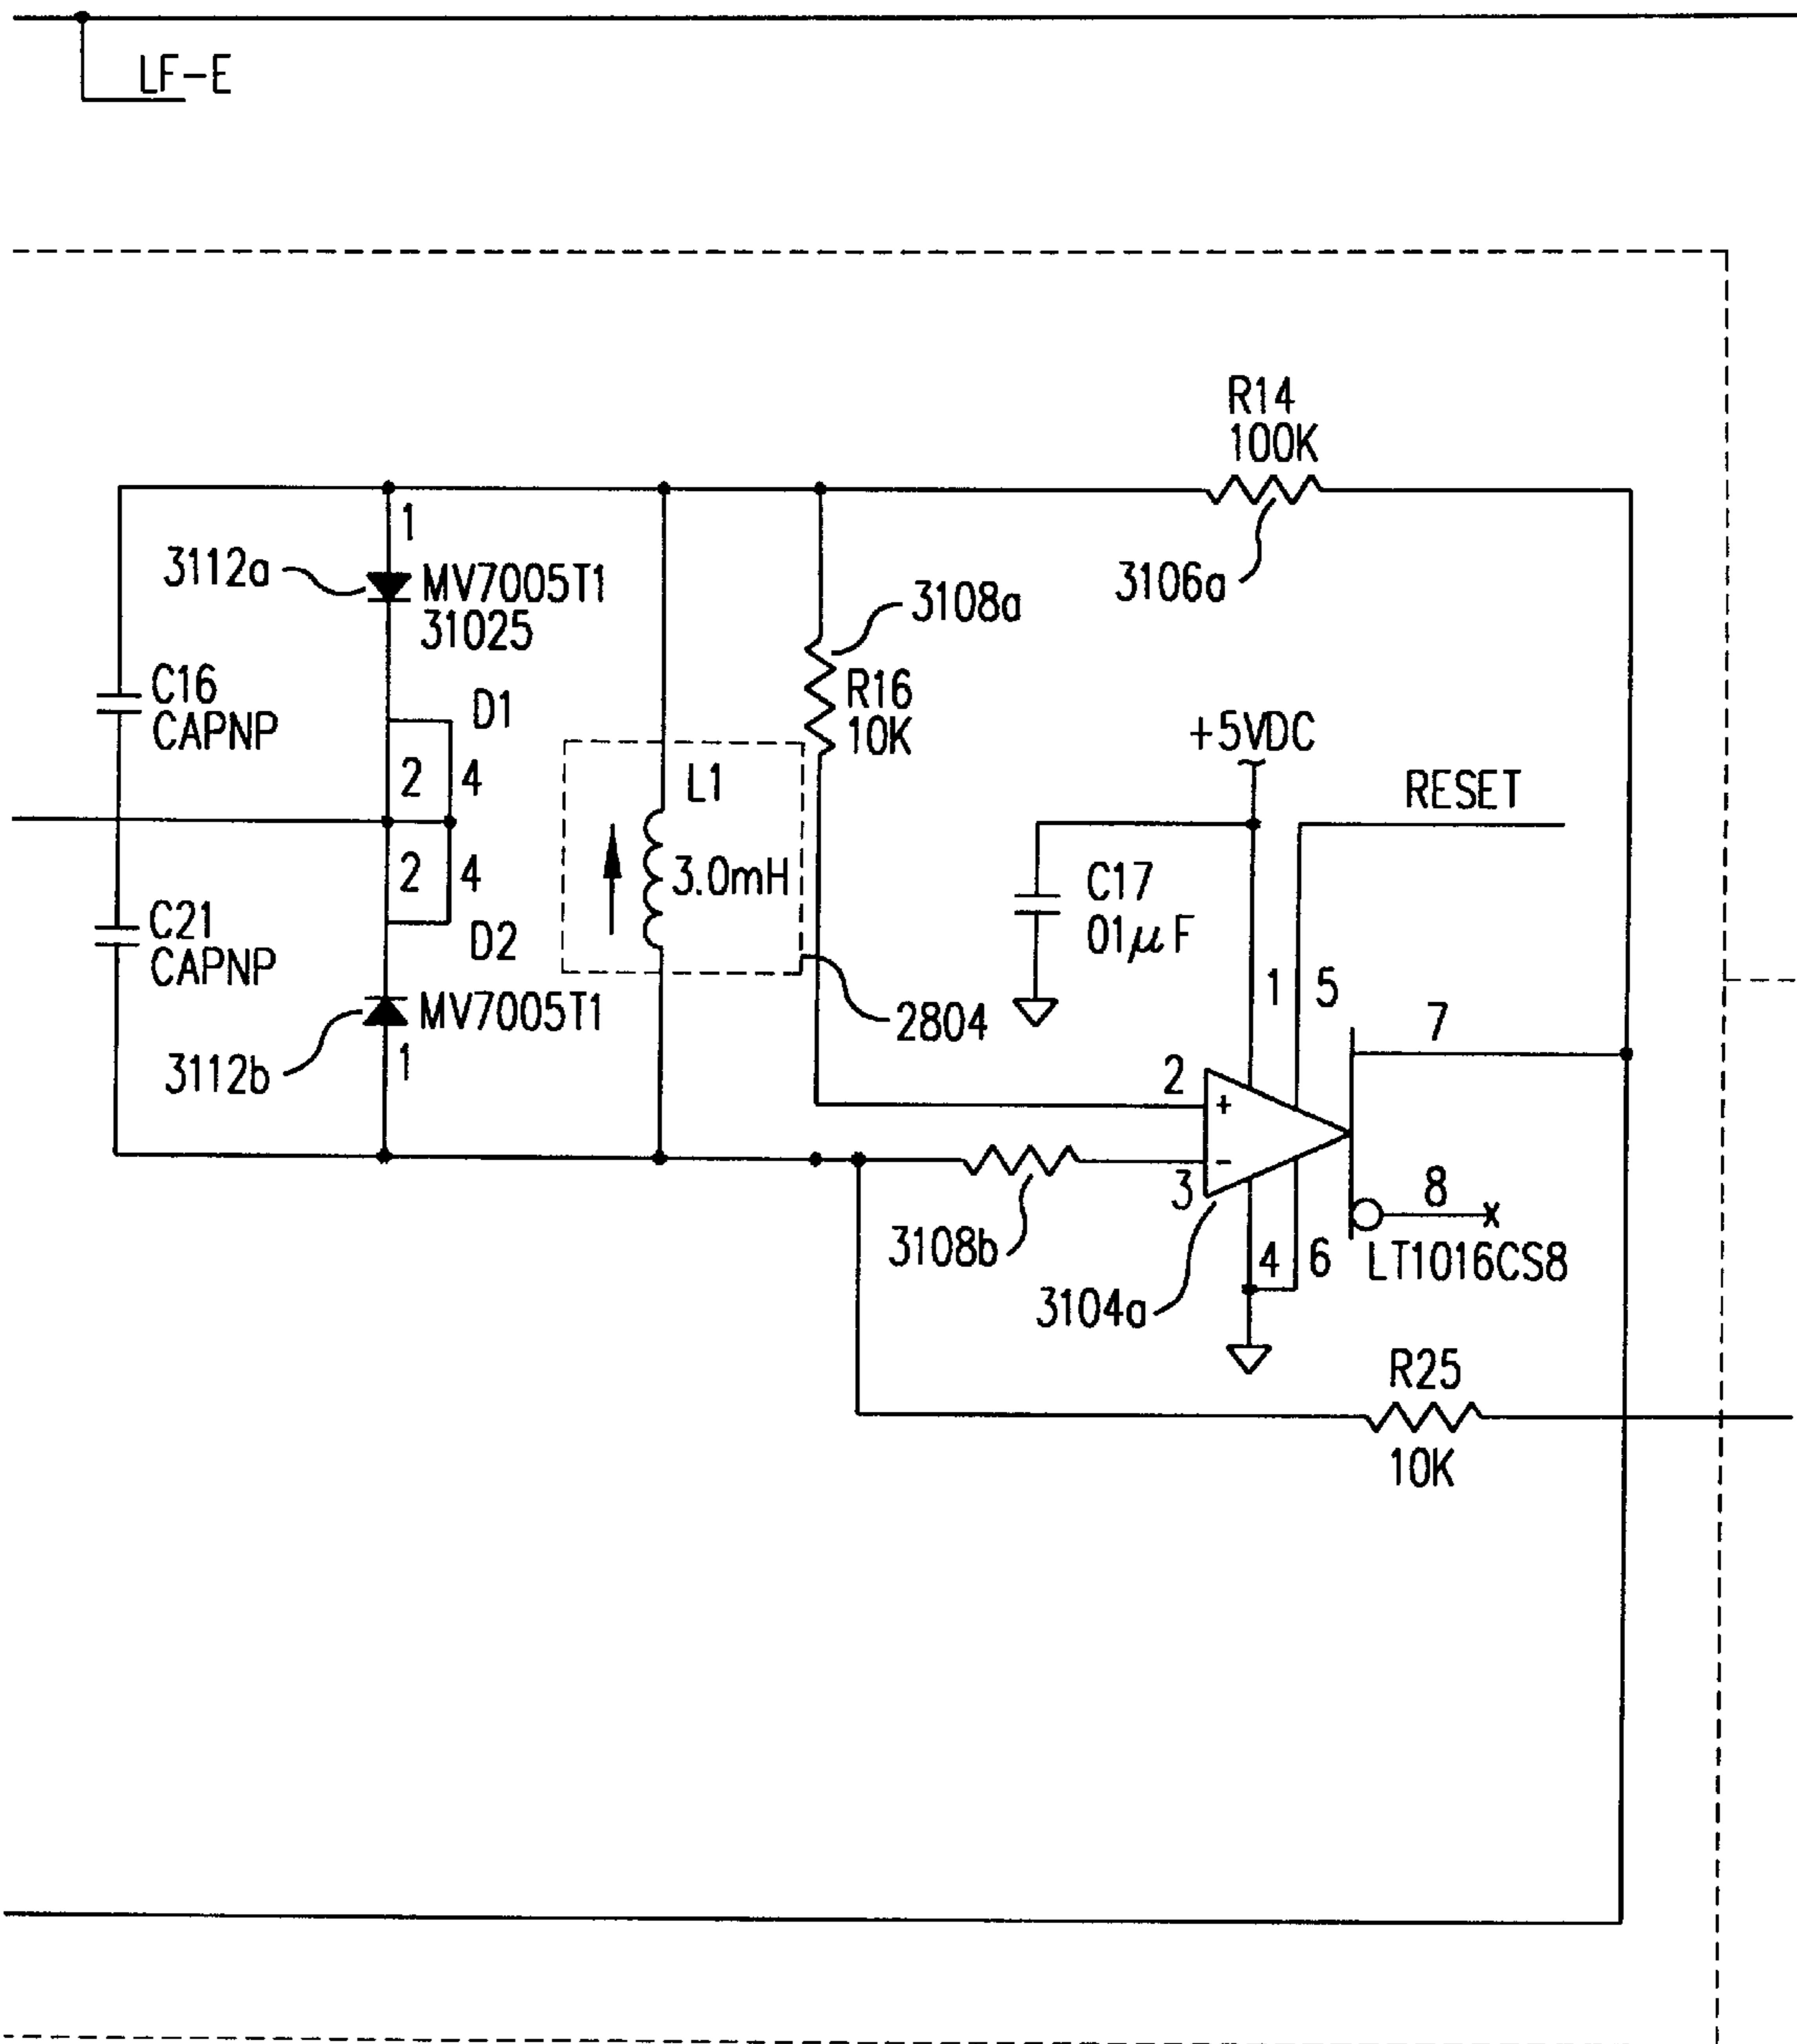 LF-E
R14
100K
1
3112a
MV7005T1
31025
3106a
3108a
C16
CAPNP
D1
R16
10K
+5VDC
2
4
L1
RESET
2
4
3.0mH
C17
01μF
C21
CAPNP
D2
1
5
MV7005T1
2804
7
3112b
1
2
+
-
3
8
3108b
4
6
LT1016CS8
3104a
R25
10K